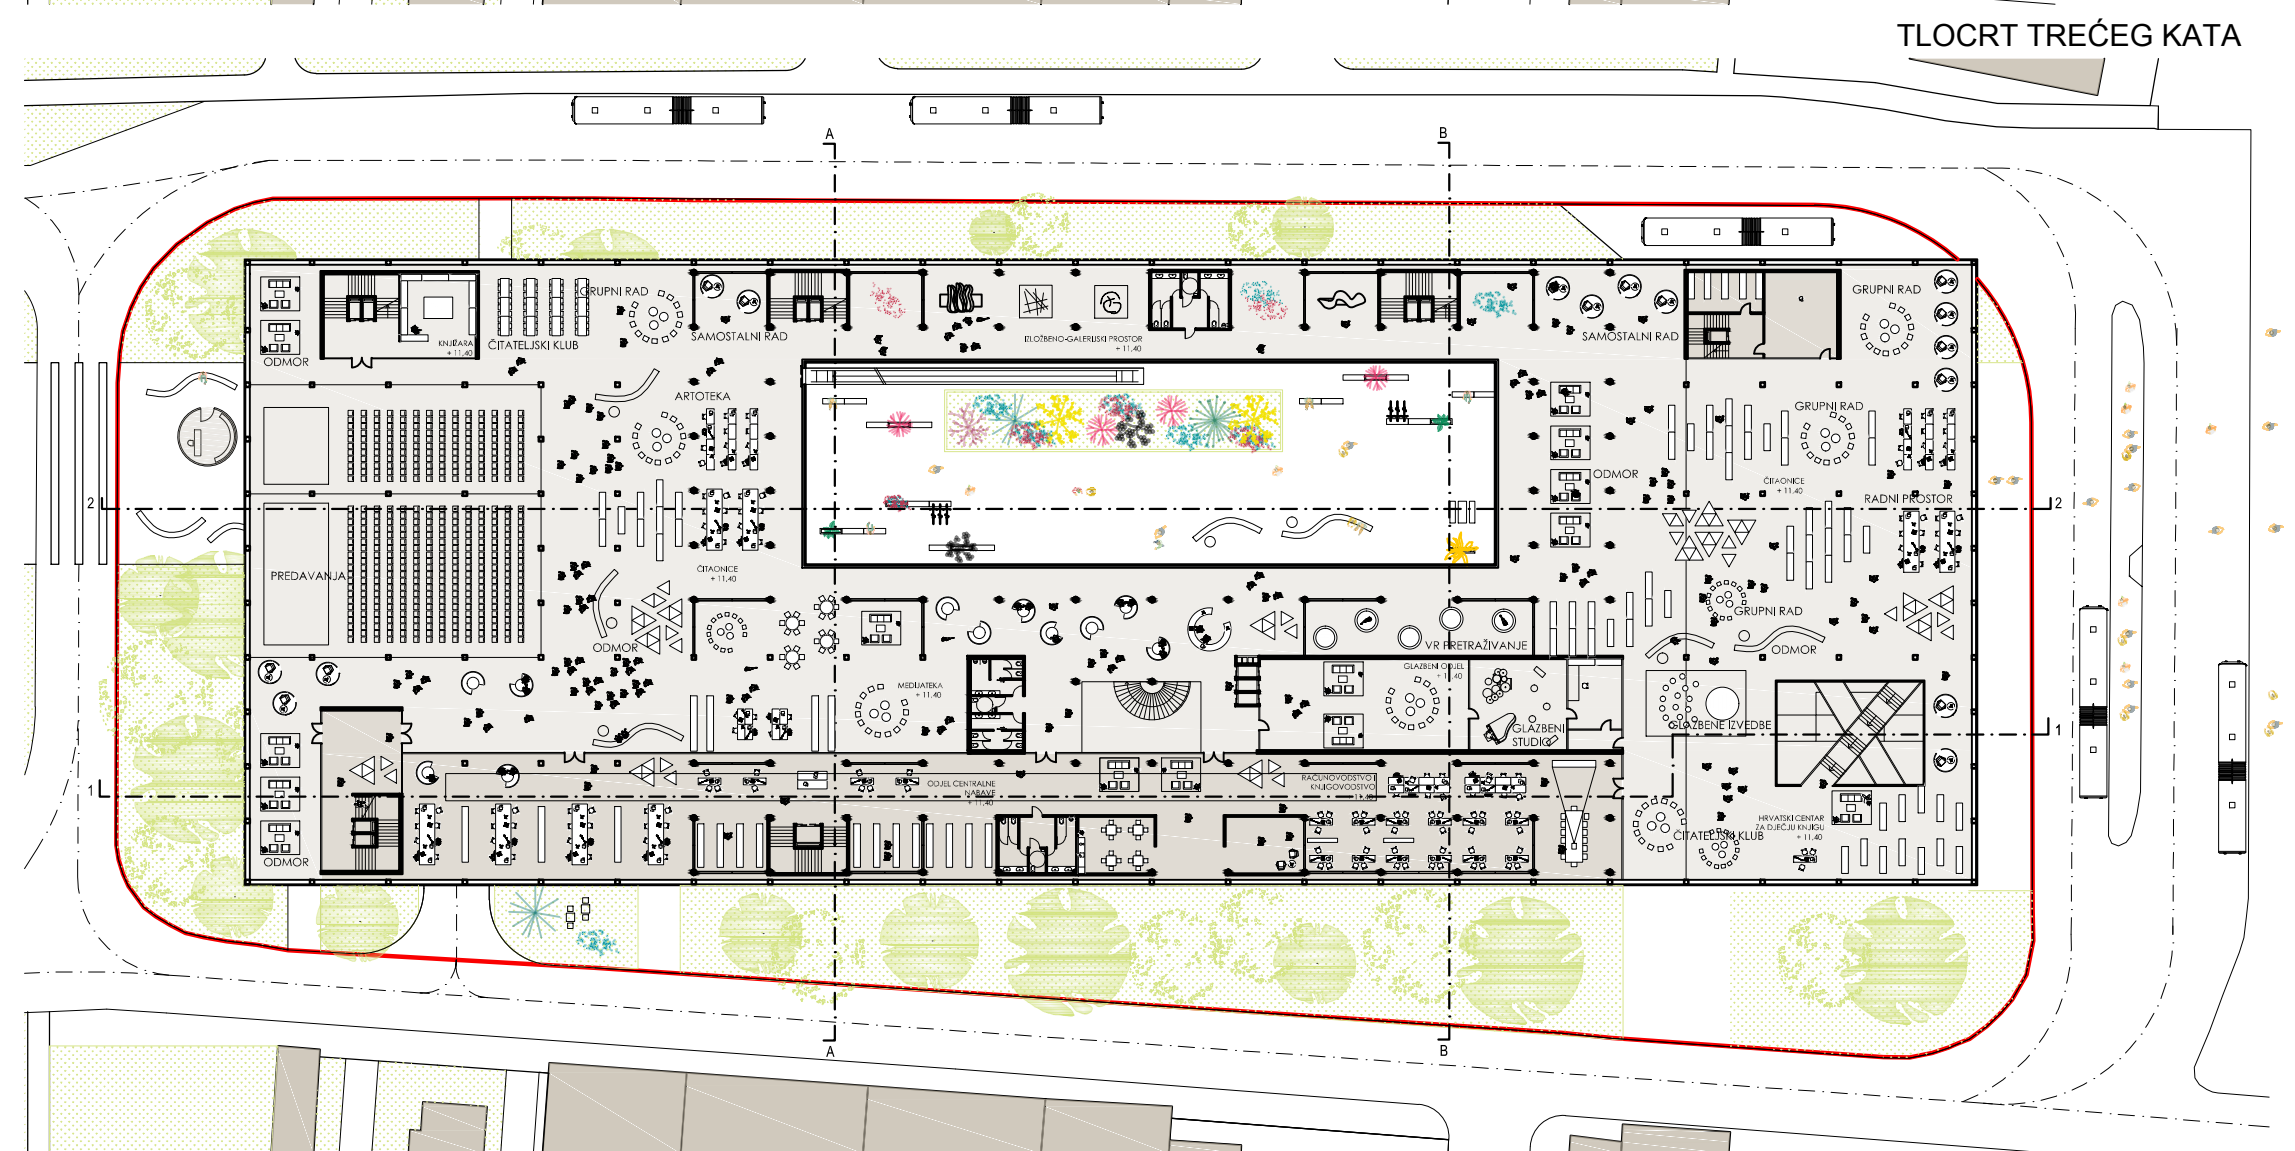 TLOCRT TREĆEG KATA
A
B
GRUPNI RAD
KNJIŽARA
+ 11,40
ČITATELJSKI KLUB
ODMOR
SAMOSTALNI RAD
IZLOŽBENO-GALERIJSKI PROSTOR
+ 11,40
SAMOSTALNI RAD
GRUPNI RAD
ARTOTEKA
GRUPNI RAD
ODMOR
ČITAONICE
+ 11,40
RADNI PROSTOR
2
2
PREDAVANJA
ČITAONICE
+ 11,40
GRUPNI RAD
ODMOR
VR PRETRAŽIVANJE
ODMOR
GLAZBENI ODJEL
+ 11,40
MEDIJATEKA
+ 11,40
GLAZBENI
STUDIO
GLAZBENE IZVEDBE
1
1
ODJEL CENTRALNE
NABAVE
+ 11,40
RAČUNOVODSTVO I
KNJIGOVODSTVO
+ 11,40
HRVATSKI CENTAR
ZA DJEČJU KNJIGU
+ 11,40
ČITATELJSKI KLUB
ODMOR
A
B